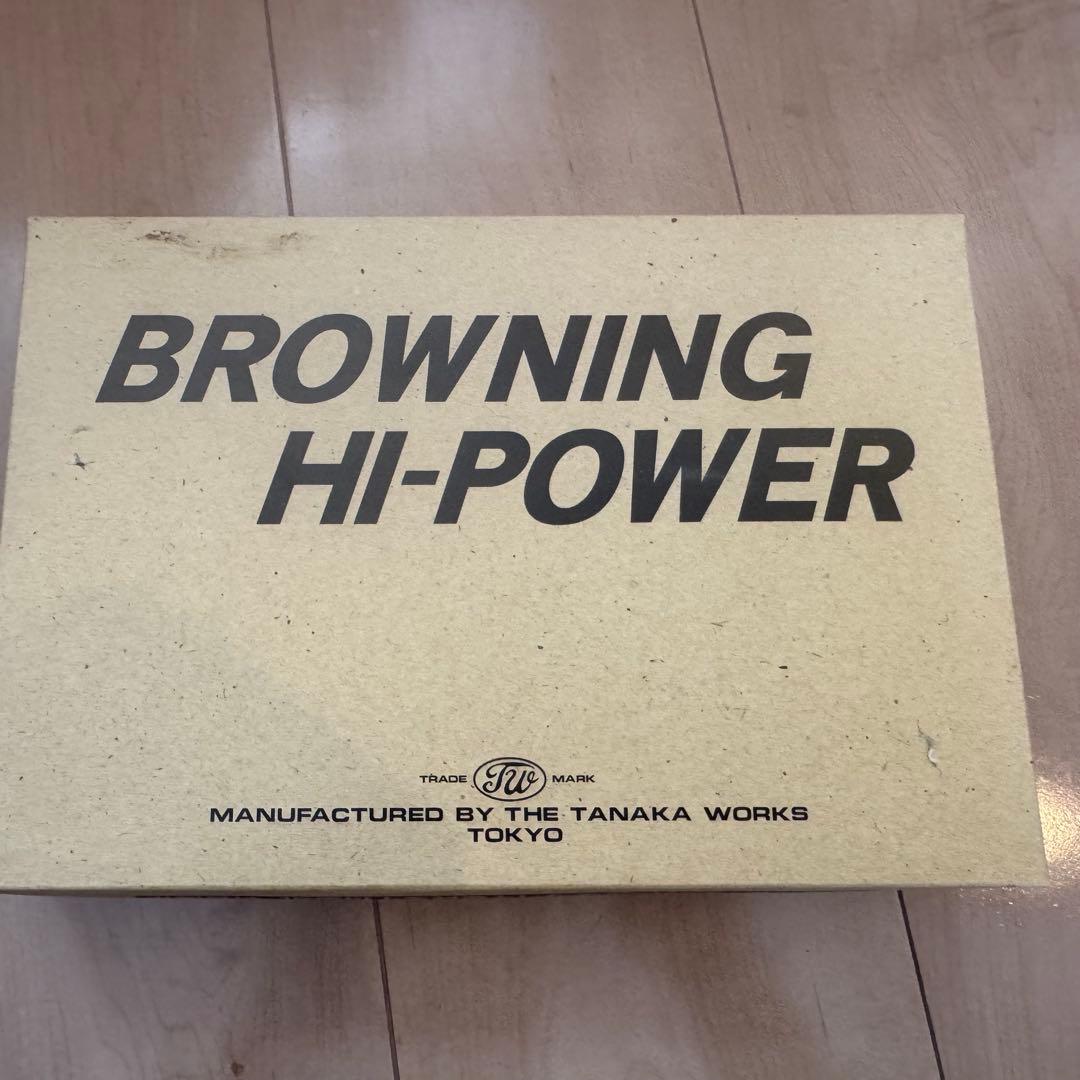 BROWNING
HI-POWER
TRADE TW MARK
MANUFACTURED BY THE TANAKA WORKS
TOKYO